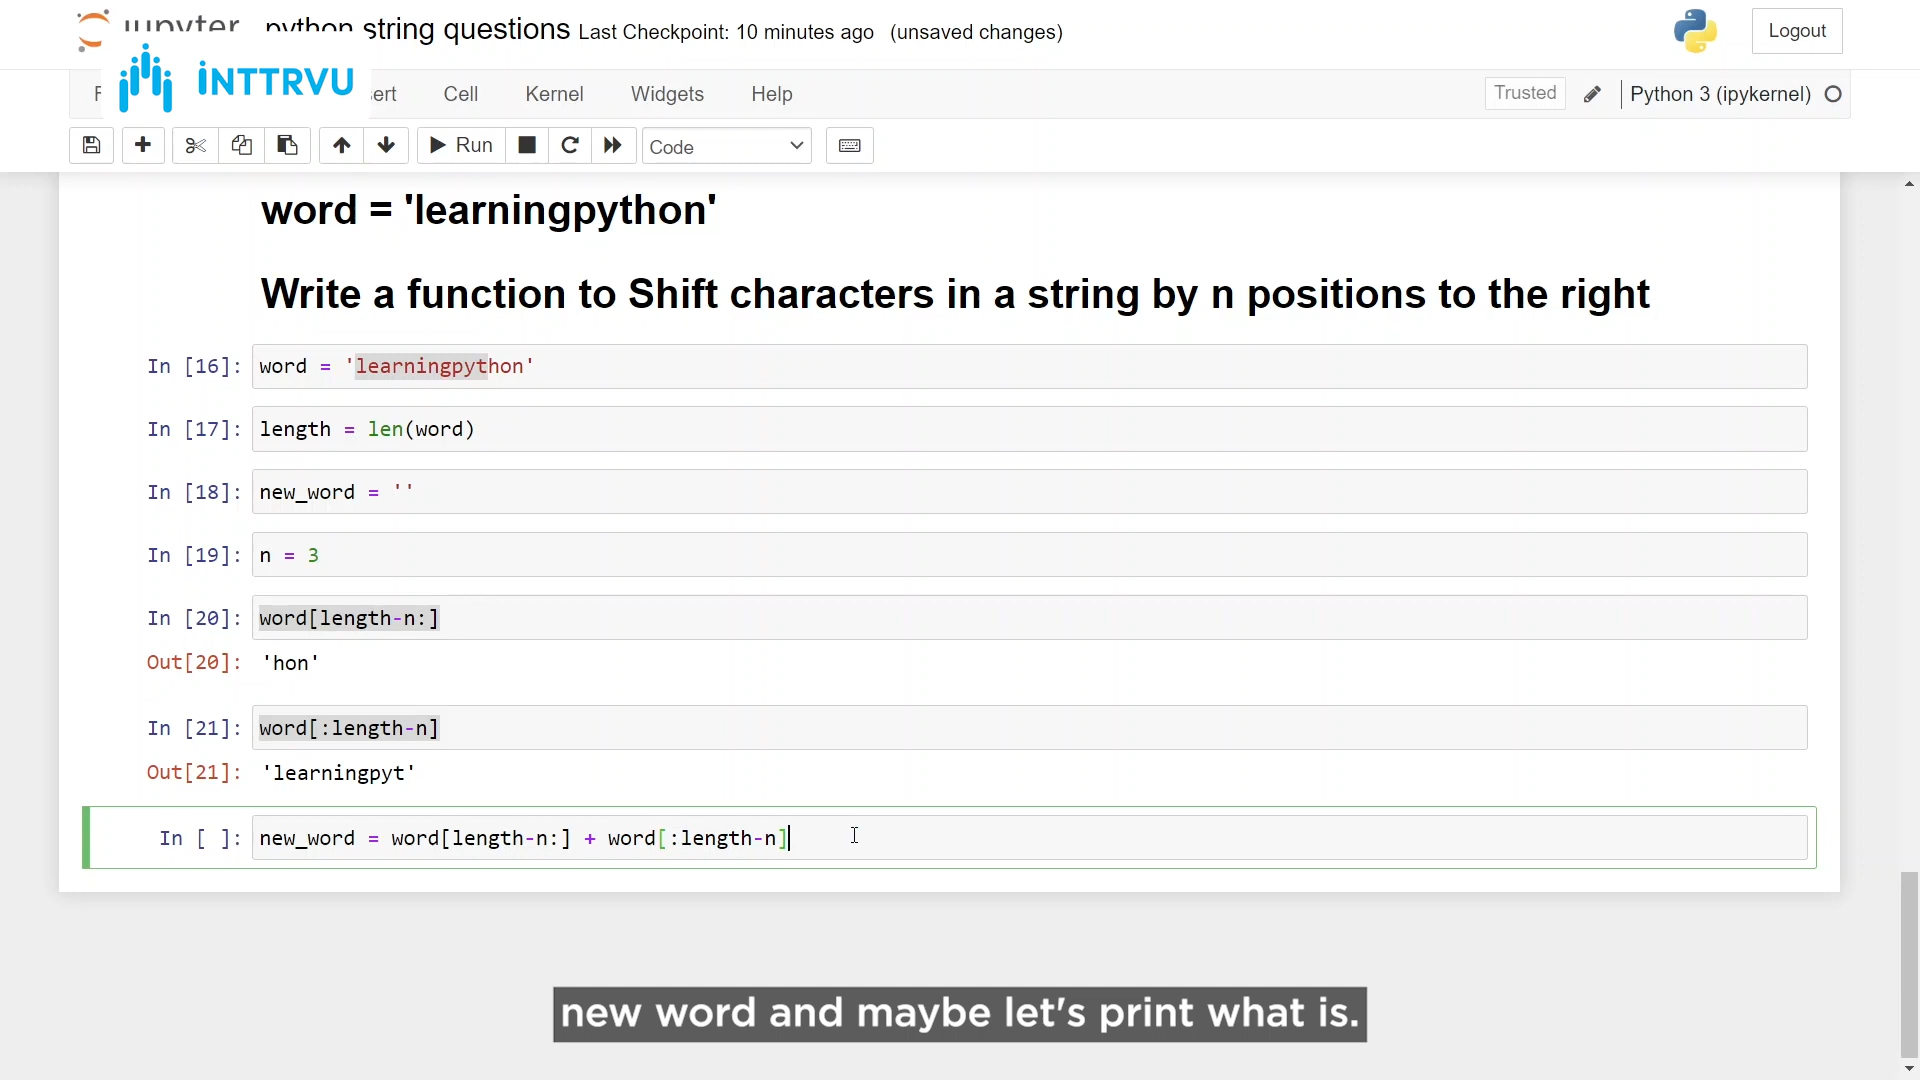 python string questions Last Checkpoint: 10 minutes ago (unsaved changes)
Logout
iNTTRVU
Cell Kernel Widgets Help
Trusted
Python 3 (ipykernel)
Run
Code
word = 'learningpython'
Write a function to Shift characters in a string by n positions to the right
In [16]: word = 'learningpython'
In [17]: length = len(word)
In [18]: new_word = ''
In [19]: n = 3
In [20]: word[length-n:]
Out[20]: 'hon'
In [21]: word[:length-n]
Out[21]: 'learningpyt'
In [ ]: new_word = word[length-n:] + word[:length-n]
new word and maybe let's print what is.